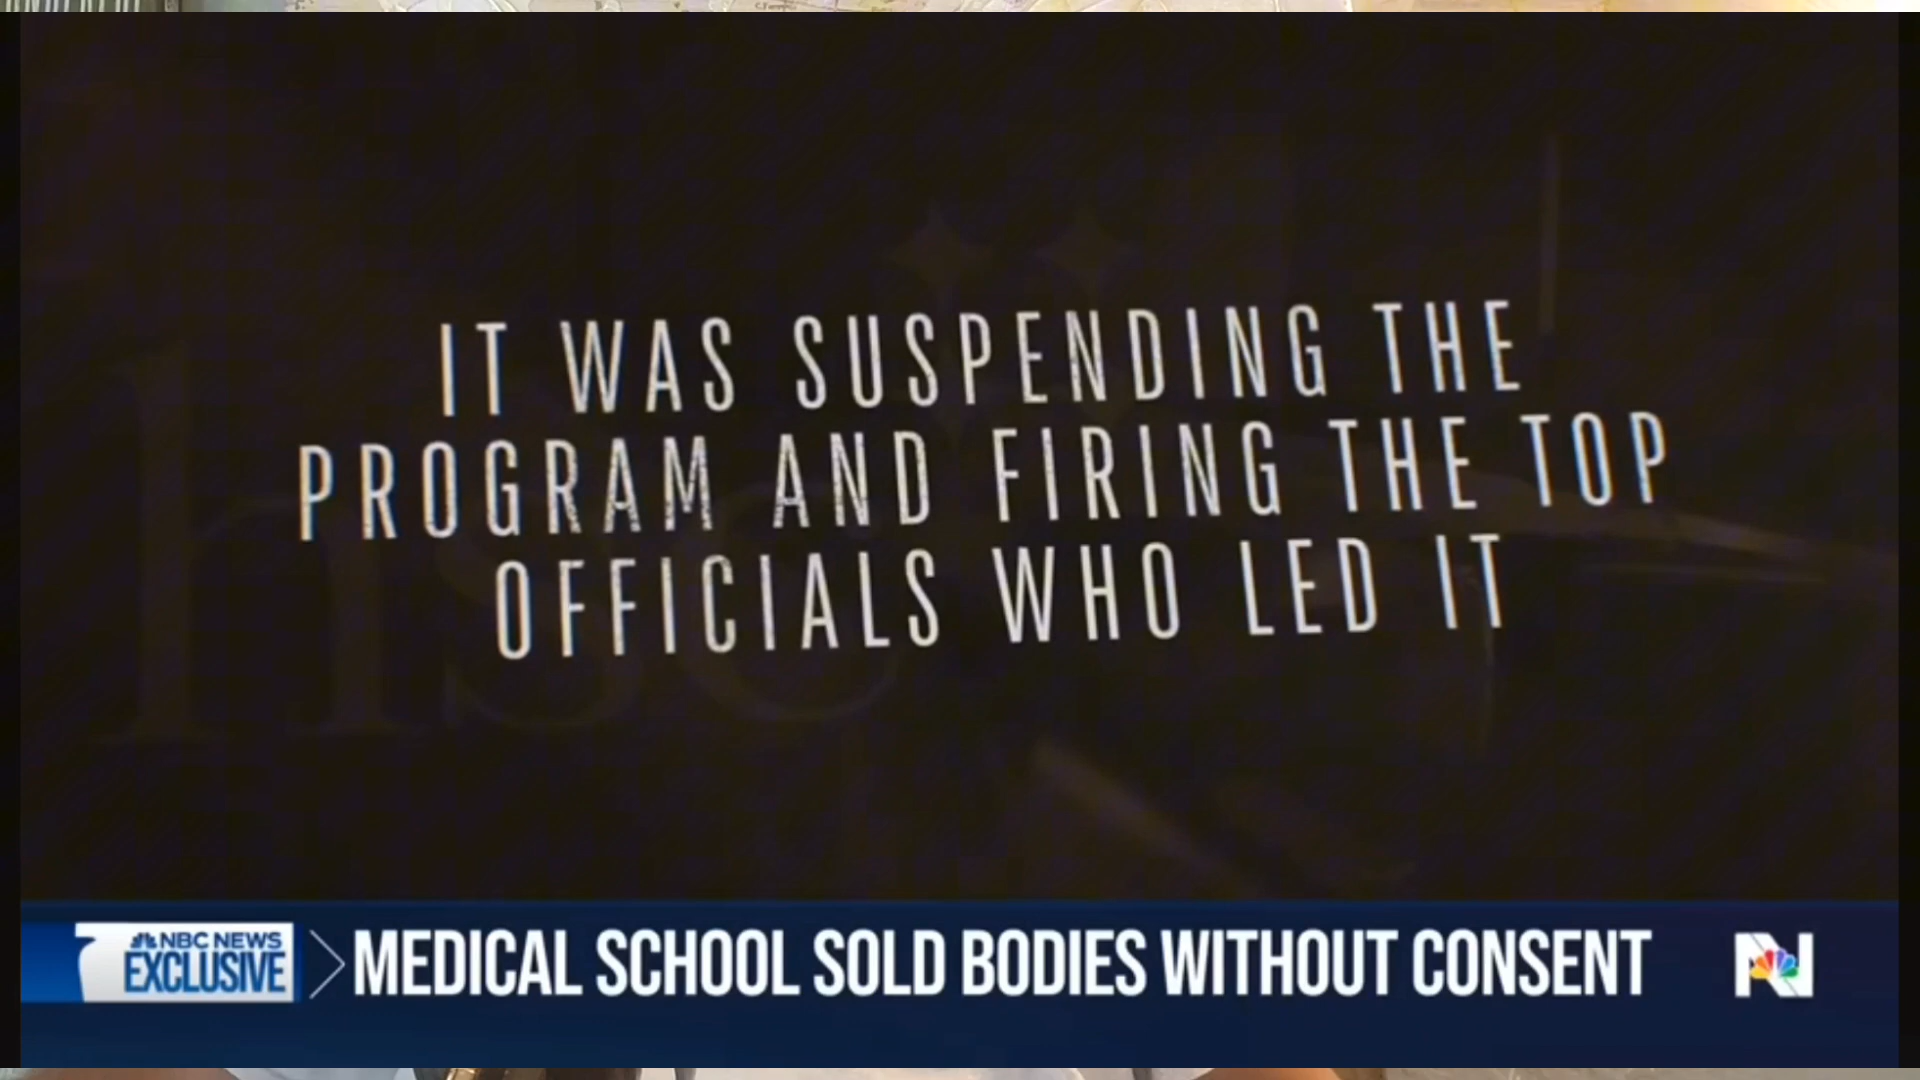 IT WAS SUSPENDING THE
PROGRAM AND FIRING THE TOP
OFFICIALS WHO LED IT
NBC NEWS
EXCLUSIVE
MEDICAL SCHOOL SOLD BODIES WITHOUT CONSENT
hsc